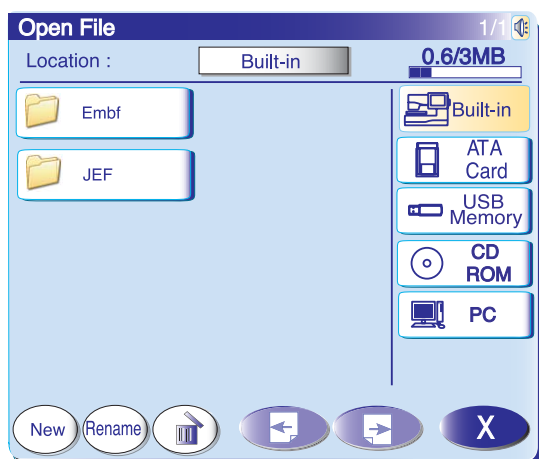 Open File
1/1
Location :
Built-in
0.6/3MB
Embf
JEF
Built-in
ATA
Card
USB
Memory
CD
ROM
PC
New
Rename
X